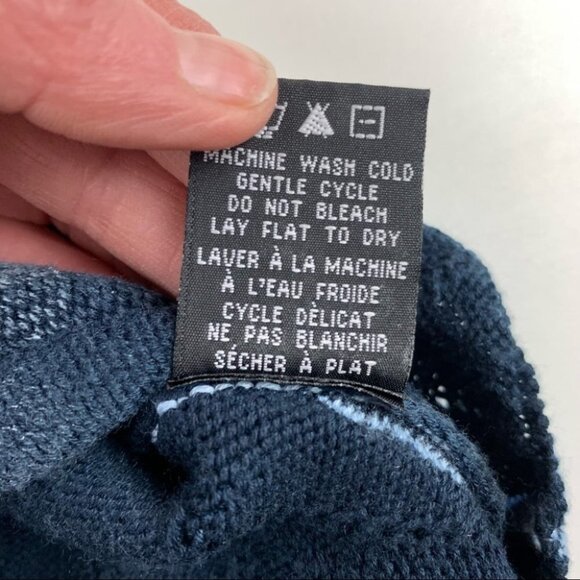 MACHINE WASH COLD
GENTLE CYCLE
DO NOT BLEACH
LAY FLAT TO DRY
LAVER À LA MACHINE
À L'EAU FROIDE
CYCLE DÈLICAT
NE PAS BLANCHIR
SÉCHER À PLAT